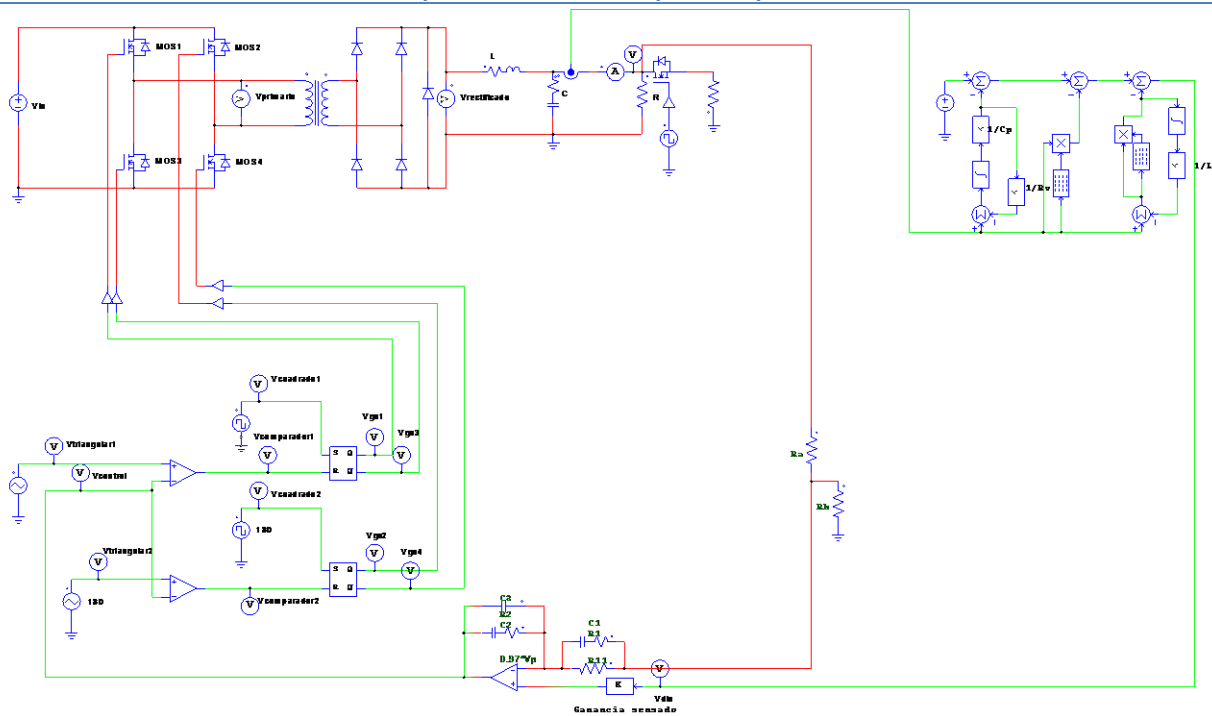 MOS1
MOS2
Vin
Vprimario
MOS3
MOS4
L
C
Vrectificado
A
V
R
1/Cp
1/Rv
1/L
Vcuadrado1
V
Vtriangular1
V
Vcontrol
V
Vcomparador1
V
Vgs1
V
Vgs3
V
S Q
R Q
Vcuadrado2
V
180
Vtriangular2
V
180
Vcomparador2
V
Vgs2
V
Vgs4
V
S Q
R Q
Ra
Rb
C3
R2
C2
C1
R1
R11
0.97*Vp
K
V
Vdin
Ganancia sensado